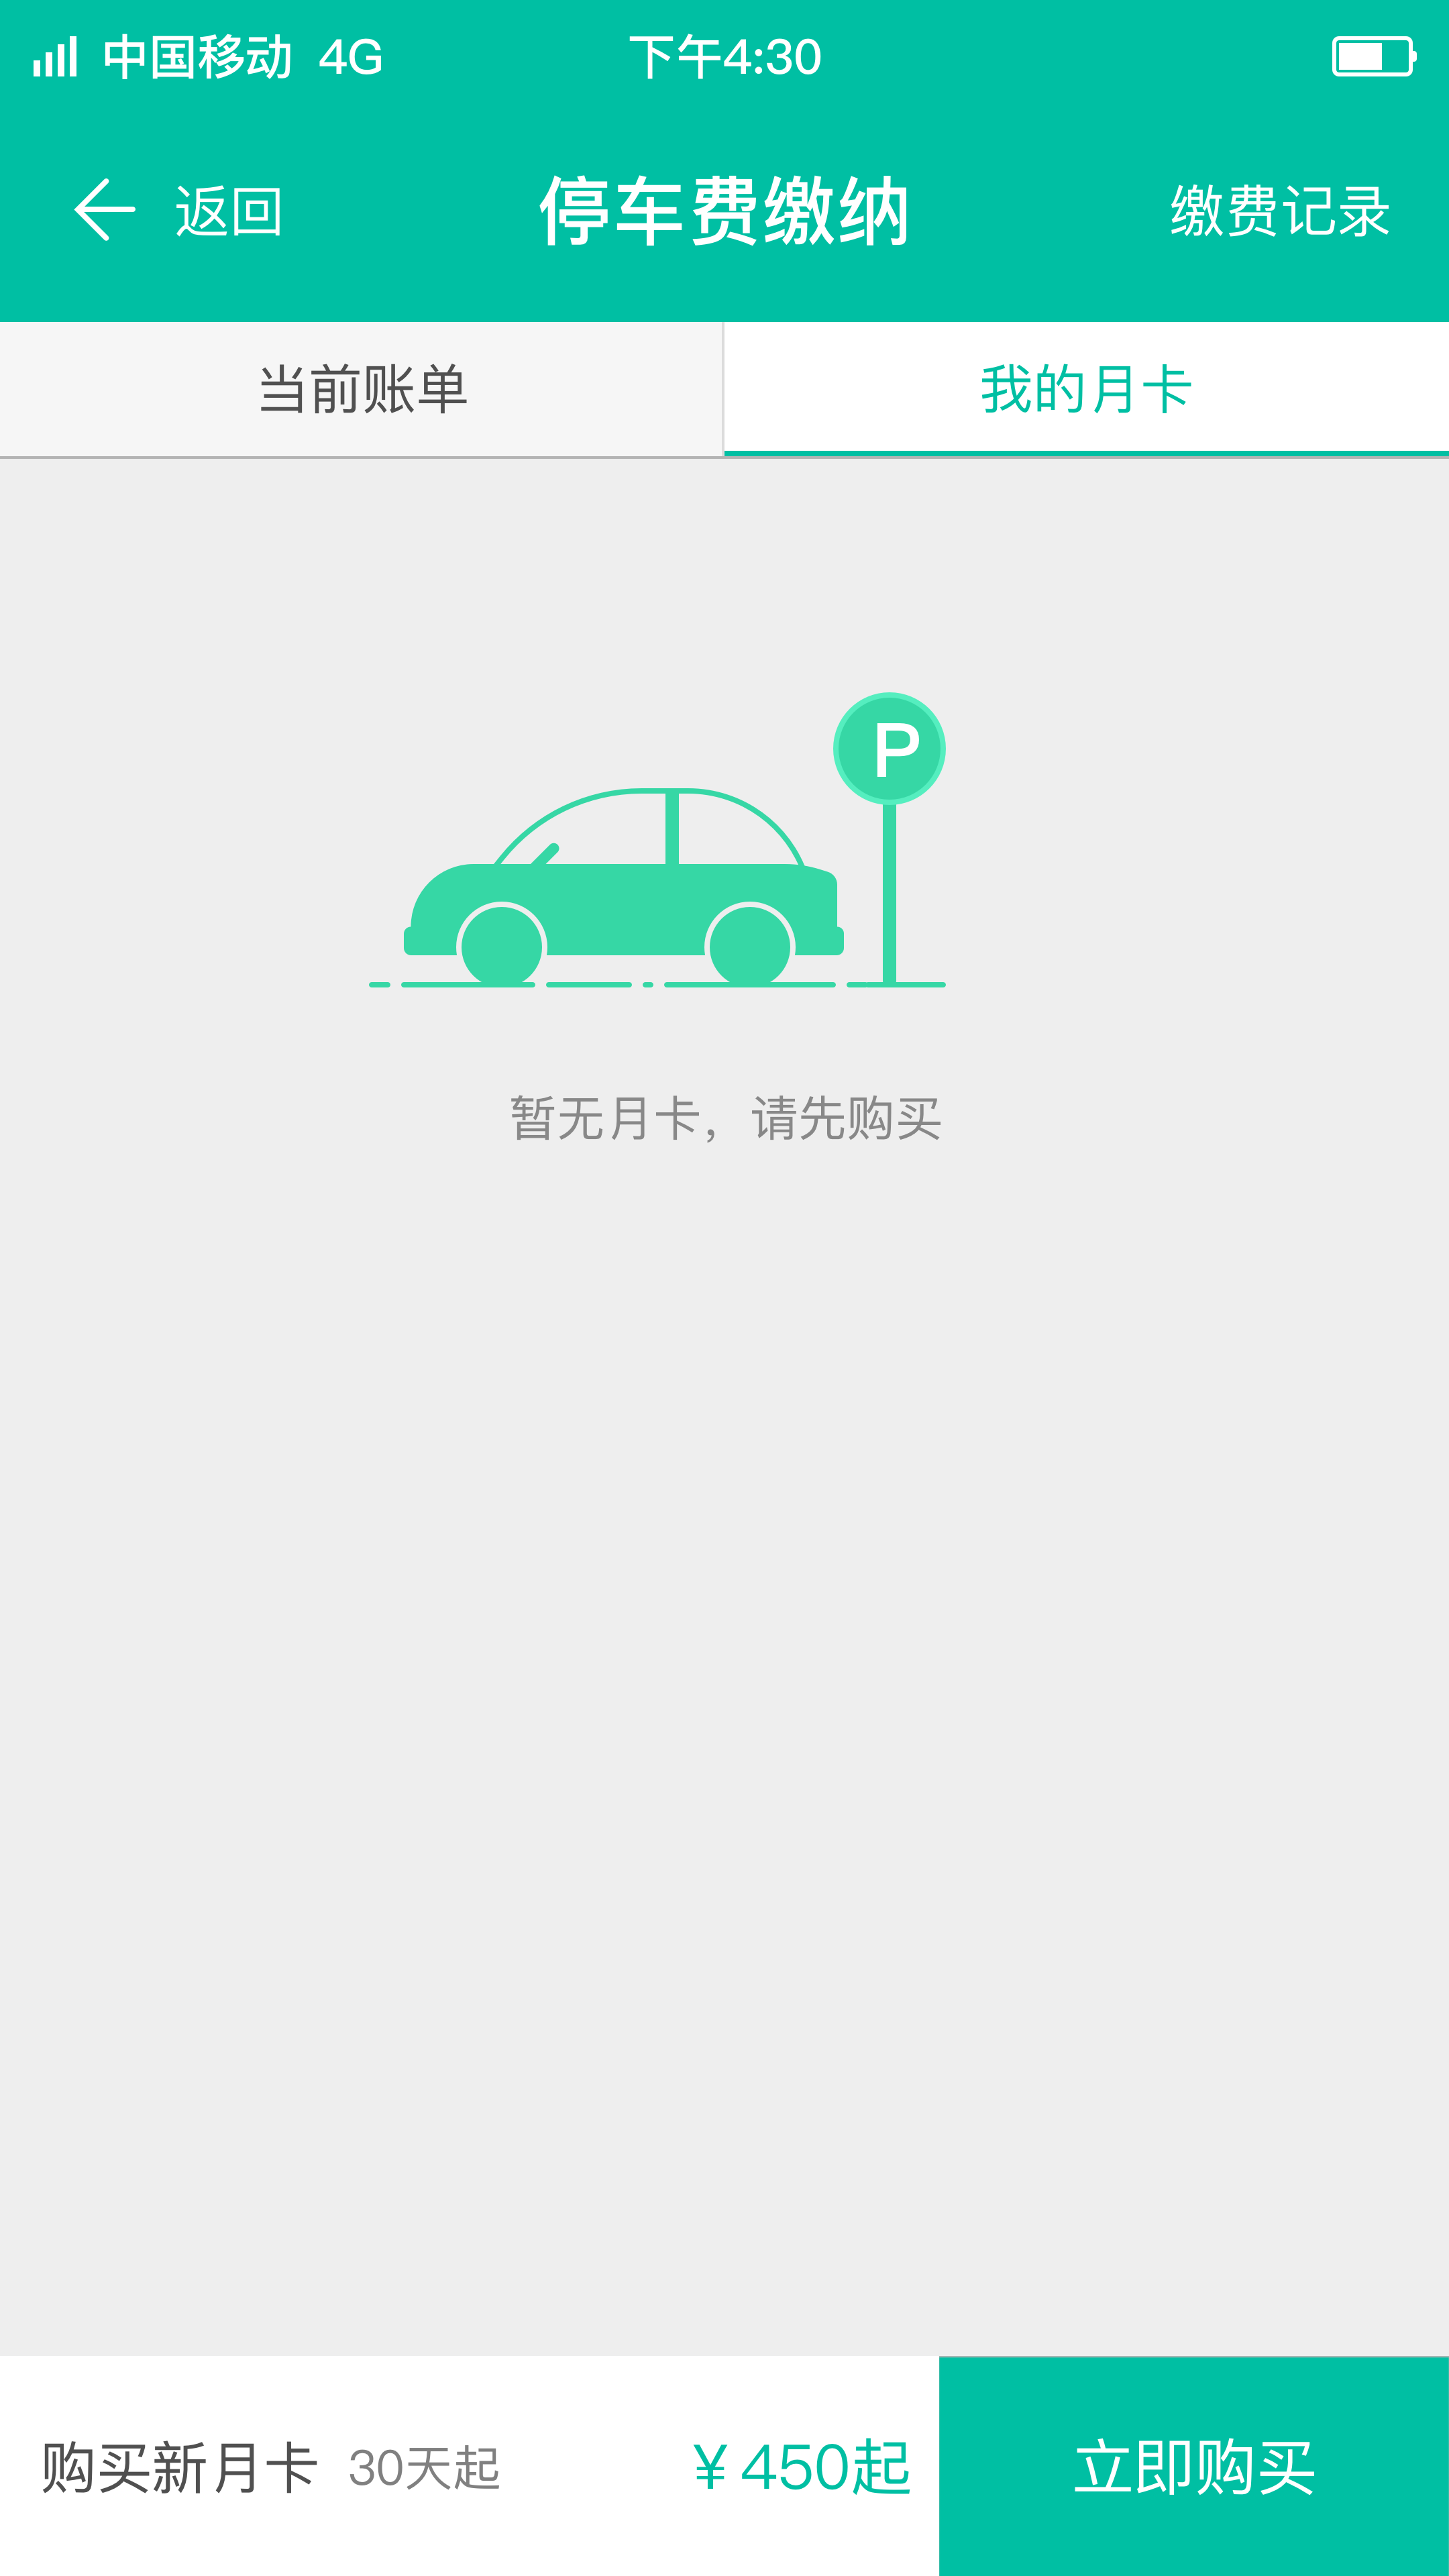 中国移动 4G 下午4:30
返回 停车费缴纳 缴费记录
当前账单 我的月卡
P
暂无月卡，请先购买
购买新月卡 30天起 ￥450起 立即购买